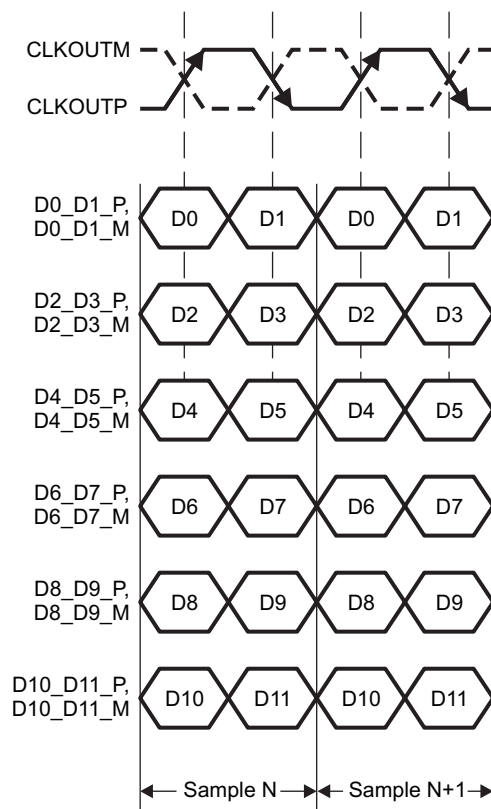 CLKOUTM
CLKOUTP
D0_D1_P,
D0_D1_M
D0 D1 D0 D1
D2_D3_P,
D2_D3_M
D2 D3 D2 D3
D4_D5_P,
D4_D5_M
D4 D5 D4 D5
D6_D7_P,
D6_D7_M
D6 D7 D6 D7
D8_D9_P,
D8_D9_M
D8 D9 D8 D9
D10_D11_P,
D10_D11_M
D10 D11 D10 D11
Sample N Sample N+1